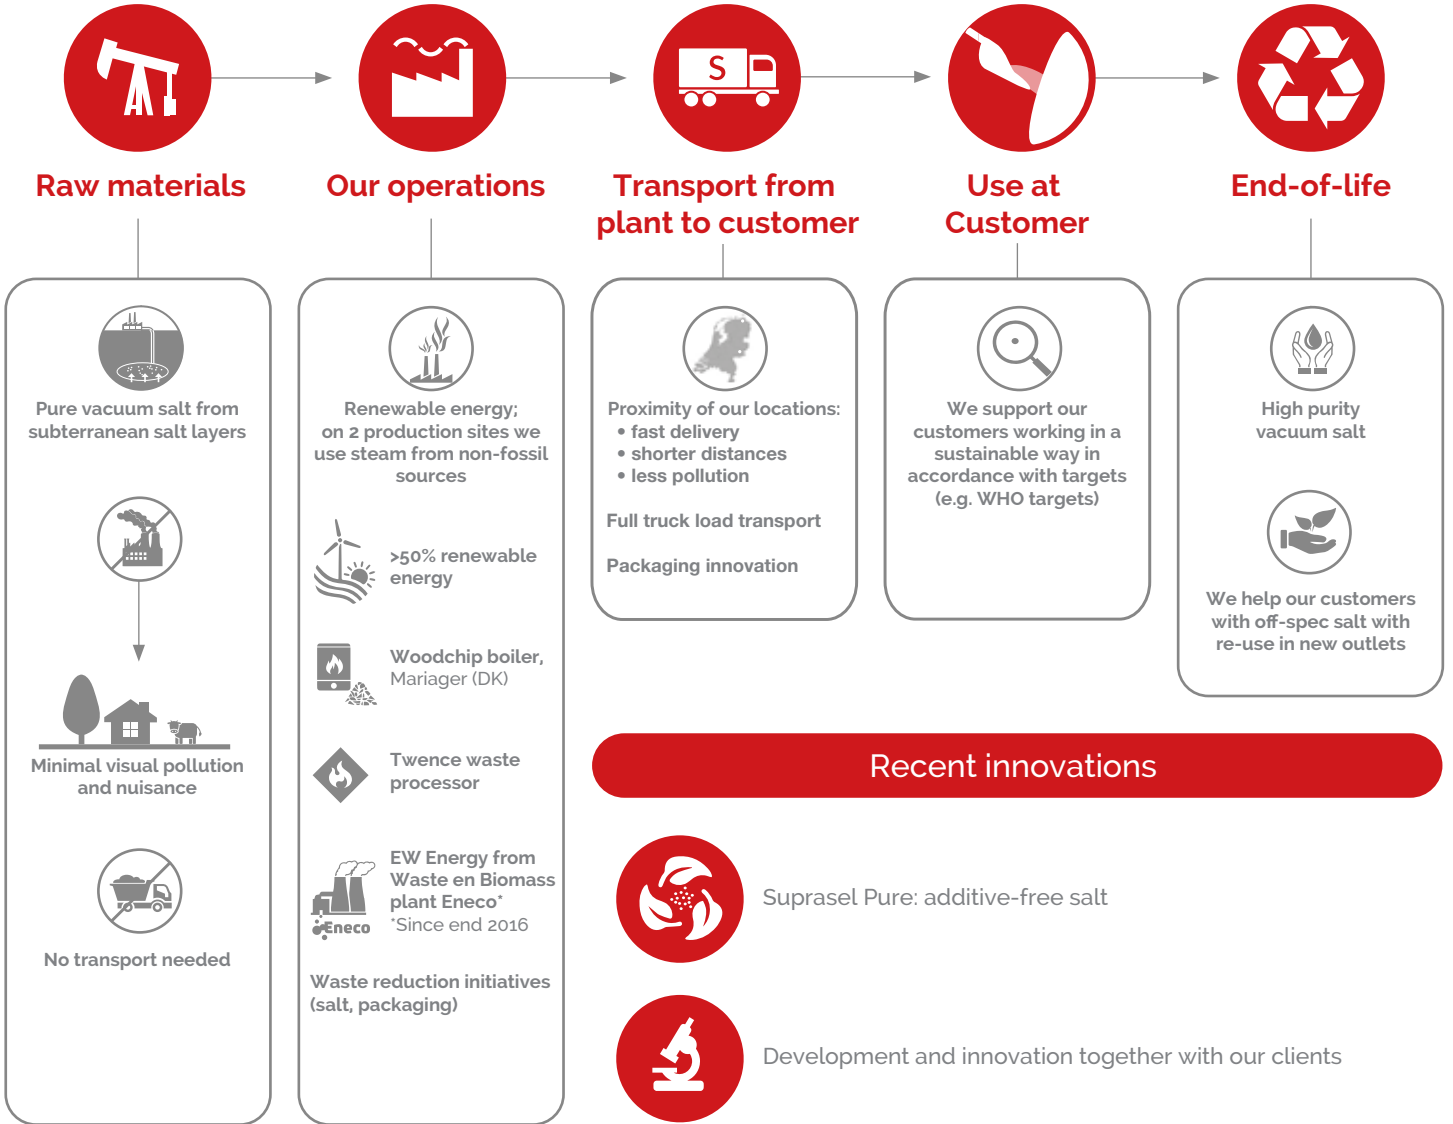 S
Raw materials
Our operations
Transport from
plant to customer
Use at
Customer
End-of-life
Pure vacuum salt from
subterranean salt layers
Minimal visual pollution
and nuisance
No transport needed
Renewable energy;
on 2 production sites we
use steam from non-fossil
sources
>50% renewable
energy
Woodchip boiler,
Mariager (DK)
Twence waste
processor
EW Energy from
Waste en Biomass
plant Eneco*
*Since end 2016
Eneco
Waste reduction initiatives
(salt, packaging)
Proximity of our locations:
• fast delivery
• shorter distances
• less pollution
Full truck load transport
Packaging innovation
We support our
customers working in a
sustainable way in
accordance with targets
(e.g. WHO targets)
High purity
vacuum salt
We help our customers
with off-spec salt with
re-use in new outlets
Recent innovations
Suprasel Pure: additive-free salt
Development and innovation together with our clients